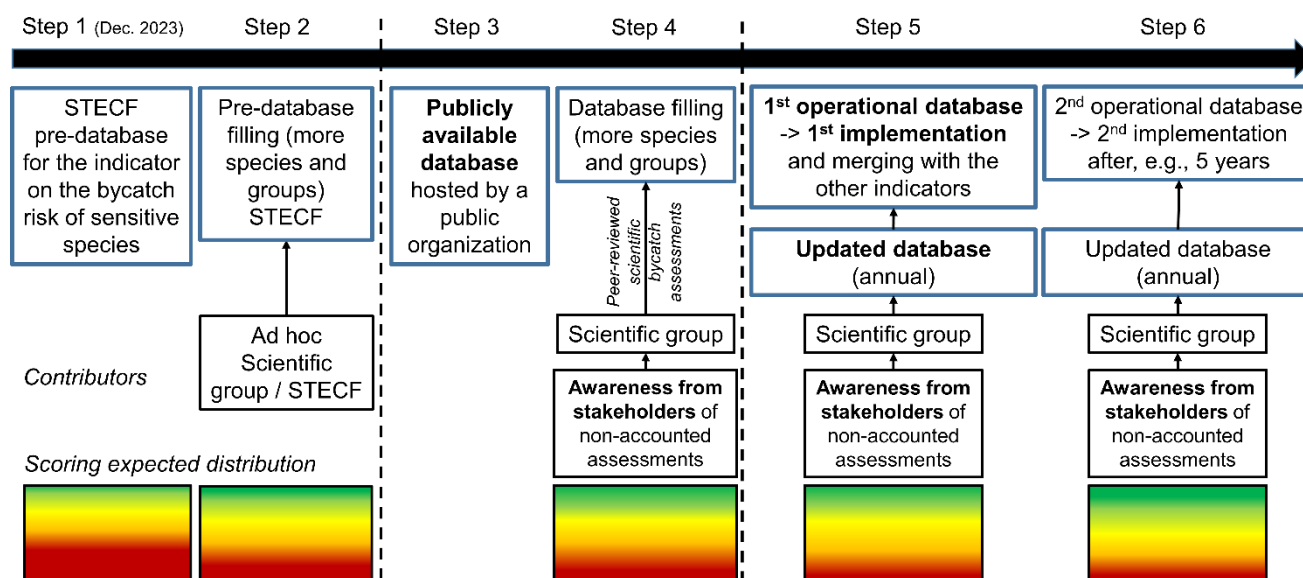 Step 1 (Dec. 2023)
Step 2
Step 3
Step 4
Step 5
Step 6
STECF
pre-database
for the indicator
on the bycatch
risk of sensitive
species
Pre-database
filling (more
species and
groups)
STECF
Publicly
available
database
hosted by a
public
organization
Database filling
(more species
and groups)
1st operational database
-> 1st implementation
and merging with the
other indicators
2nd operational database
-> 2nd implementation
after, e.g., 5 years
Peer-reviewed
scientific
bycatch
assessments
Updated database
(annual)
Updated database
(annual)
Contributors
Ad hoc
Scientific
group / STECF
Scientific group
Scientific group
Scientific group
Awareness from
stakeholders of
non-accounted
assessments
Awareness from
stakeholders of
non-accounted
assessments
Awareness from
stakeholders of
non-accounted
assessments
Scoring expected distribution